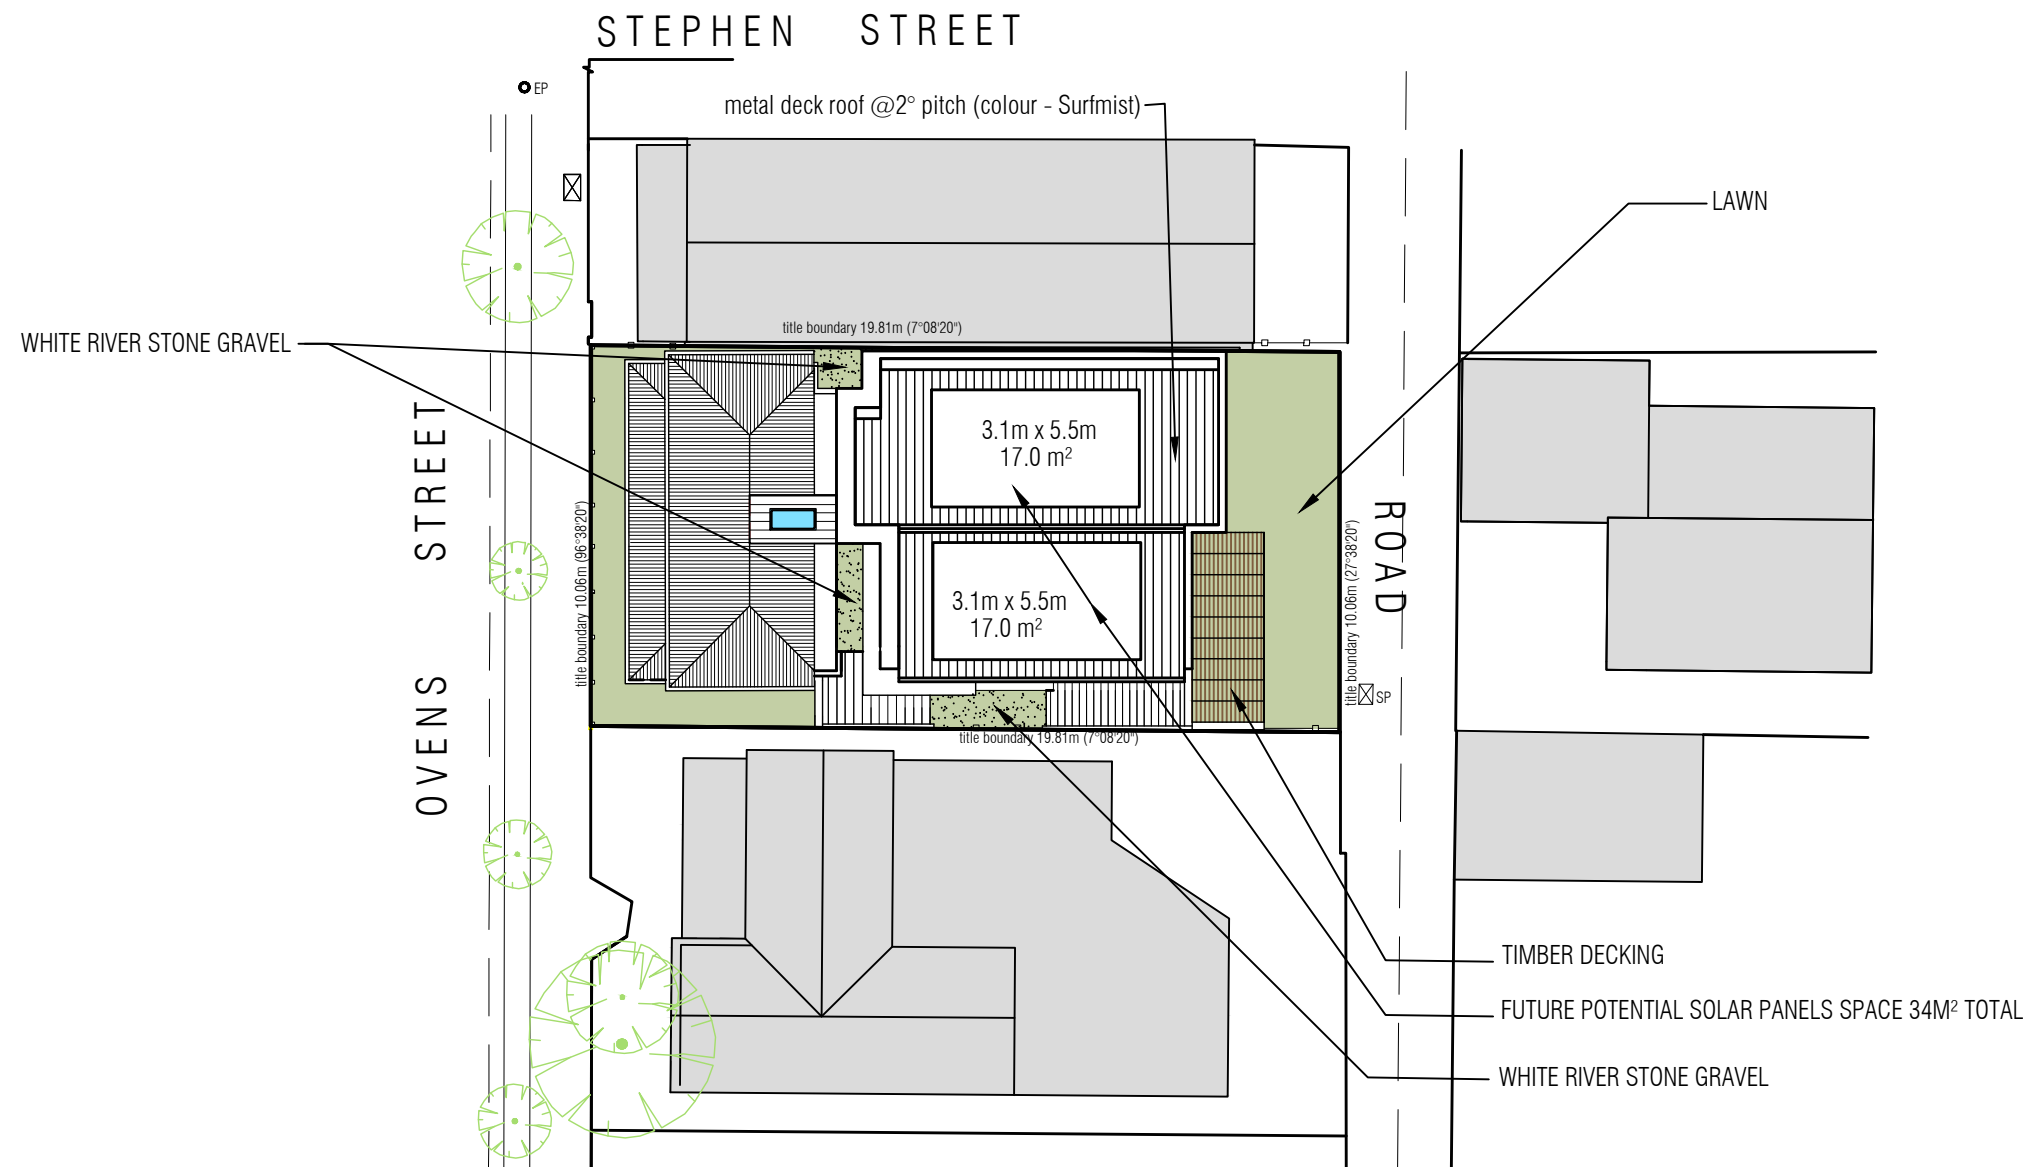 STEPHEN STREET
EP
metal deck roof @2° pitch (colour - Surfmist)
LAWN
title boundary 19.81m (7°08'20")
WHITE RIVER STONE GRAVEL
3.1m x 5.5m
17.0 m²
OVENS STREET
title boundary 10.06m (96°38'20")
ROAD
title boundary 10.06m (27°38'20")
3.1m x 5.5m
17.0 m²
SP
title boundary 19.81m (7°08'20")
TIMBER DECKING
FUTURE POTENTIAL SOLAR PANELS SPACE 34M² TOTAL
WHITE RIVER STONE GRAVEL